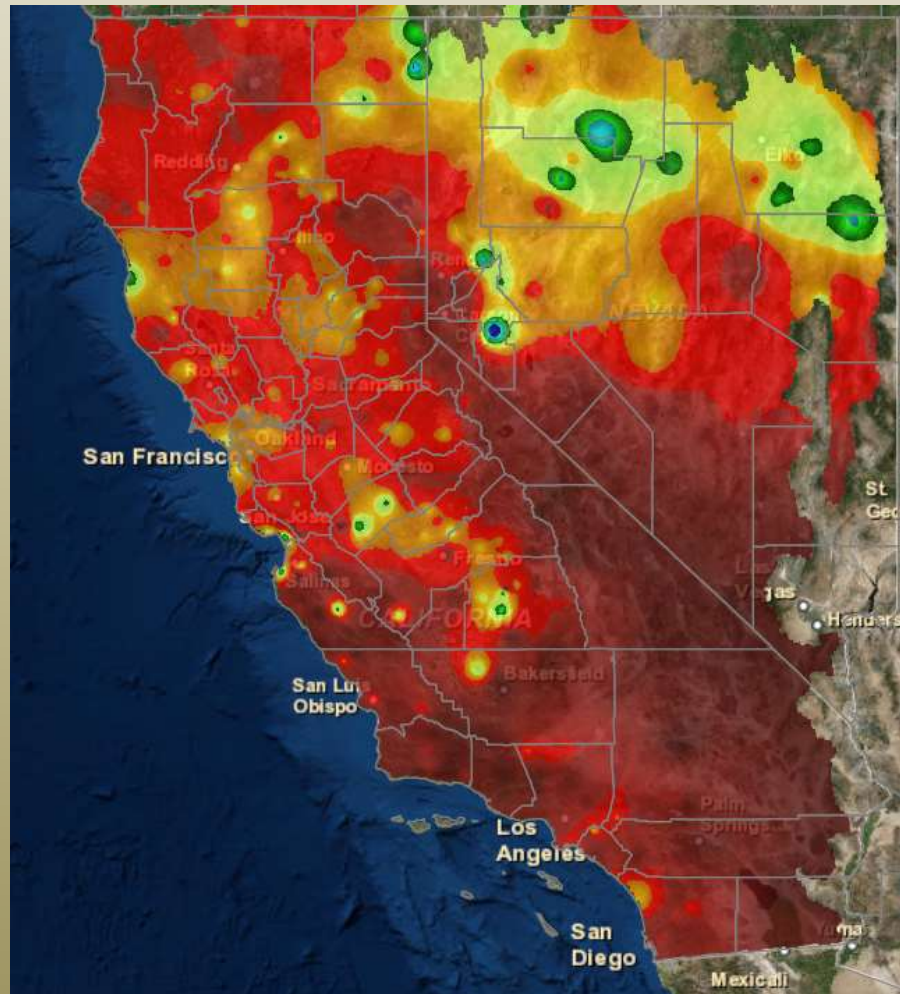 Redding
Elko
Chico
Reno
NEVADA
Santa
Rosa
Sacramento
Oakland
San Francisco
Modesto
St.
Geo
San Jose
Fresno
Salinas
Las
Vegas
Henders
CALIFORNIA
Bakersfield
San Luis
Obispo
Palm
Springs
Los
Angeles
San
Diego
Yuma
Mexicali